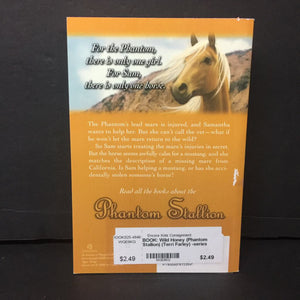 For the Phantom,
there is only one girl.
For Sam,
there is only one horse.
The Phantom's lead mare is injured, and Samantha
wants to help her. But she can't call the vet – what if
he won't let the mare return to the wild?
So Sam starts treating the mare's injuries in secret.
But the horse seems awfully calm for a mustang, and she
matches the description of a missing mare from
California. Is Sam helping a mustang, or has she acci-
dentally stolen someone's horse?
Read all the books about the
Phantom Stallion
Encore Kids Consignment
BOOK: Wild Honey (Phantom
Stallion) (Terri Farley) -series
$2.49
$2.49